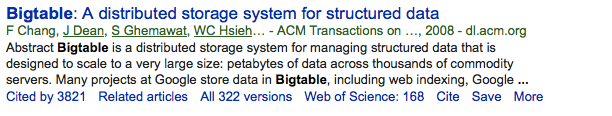 Bigtable: A distributed storage system for structured data
F Chang, J Dean, S Ghemawat, WC Hsieh… - ACM Transactions on …, 2008 - dl.acm.org
Abstract Bigtable is a distributed storage system for managing structured data that is
designed to scale to a very large size: petabytes of data across thousands of commodity
servers. Many projects at Google store data in Bigtable, including web indexing, Google ...
Cited by 3821 Related articles All 322 versions Web of Science: 168 Cite Save More